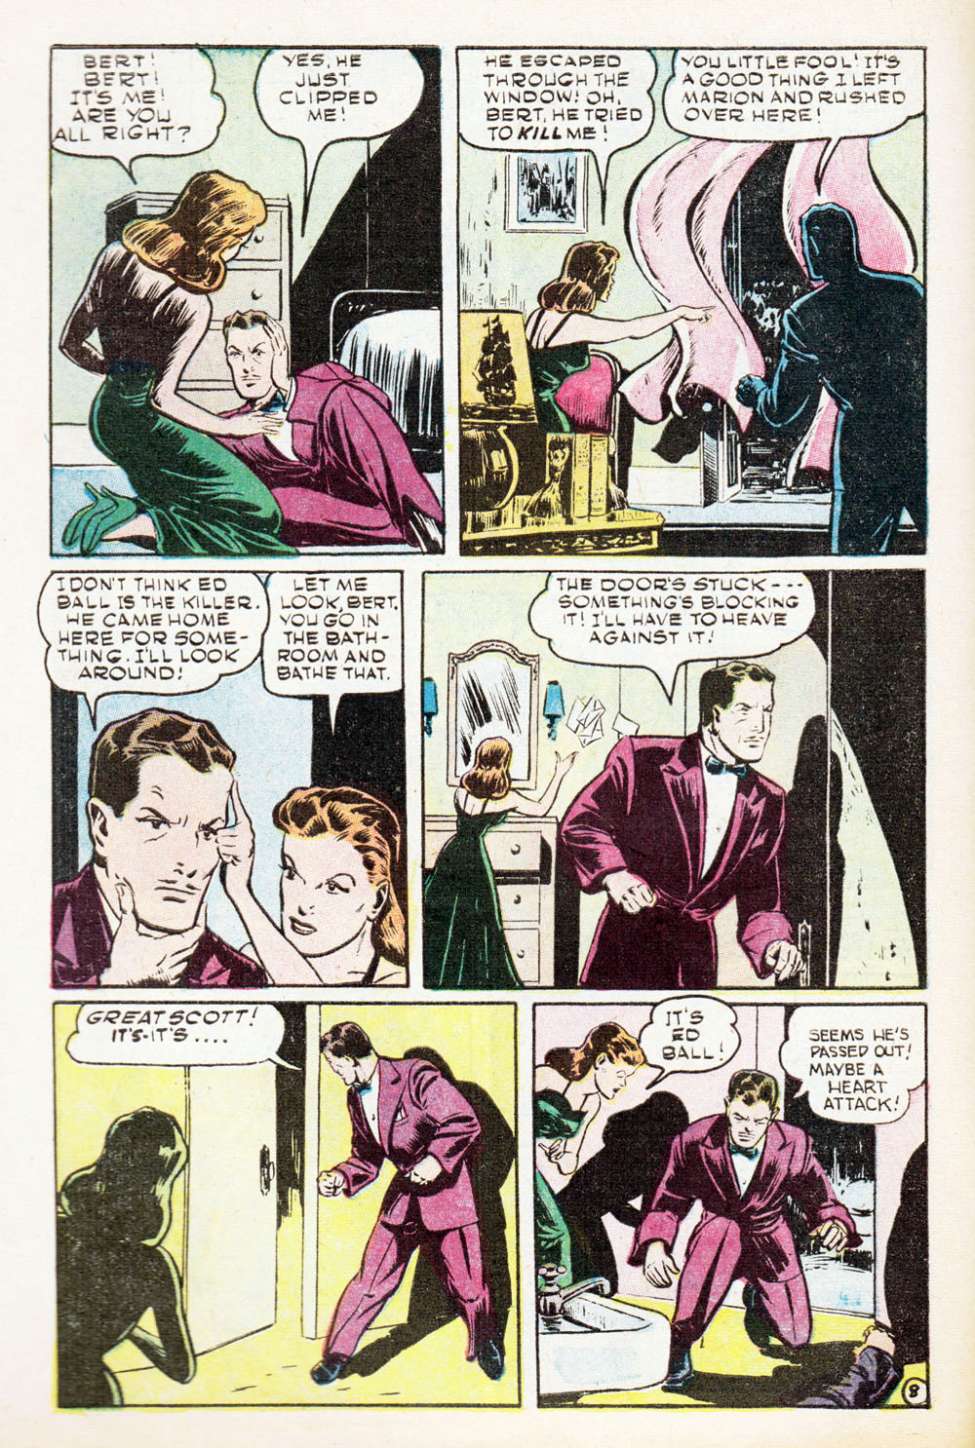 BERT!
BERT!
IT'S ME!
ARE YOU
ALL RIGHT?
YES, HE
JUST
CLIPPED
ME!
HE ESCAPED
THROUGH THE
WINDOW! OH,
BERT, HE TRIED
TO KILL ME!
YOU LITTLE FOOL! IT'S
A GOOD THING I LEFT
MARION AND RUSHED
OVER HERE!
I DON'T THINK ED
BALL IS THE KILLER.
HE CAME HOME
HERE FOR SOME-
THING. I'LL LOOK
AROUND!
LET ME
LOOK, BERT.
YOU GO IN
THE BATH-
ROOM AND
BATHE THAT.
THE DOOR'S STUCK ---
SOMETHING'S BLOCKING
IT! I'LL HAVE TO HEAVE
AGAINST IT!
GREAT SCOTT!
IT'S-IT'S ....
IT'S
ED
BALL!
SEEMS HE'S
PASSED OUT!
MAYBE A
HEART
ATTACK!
8